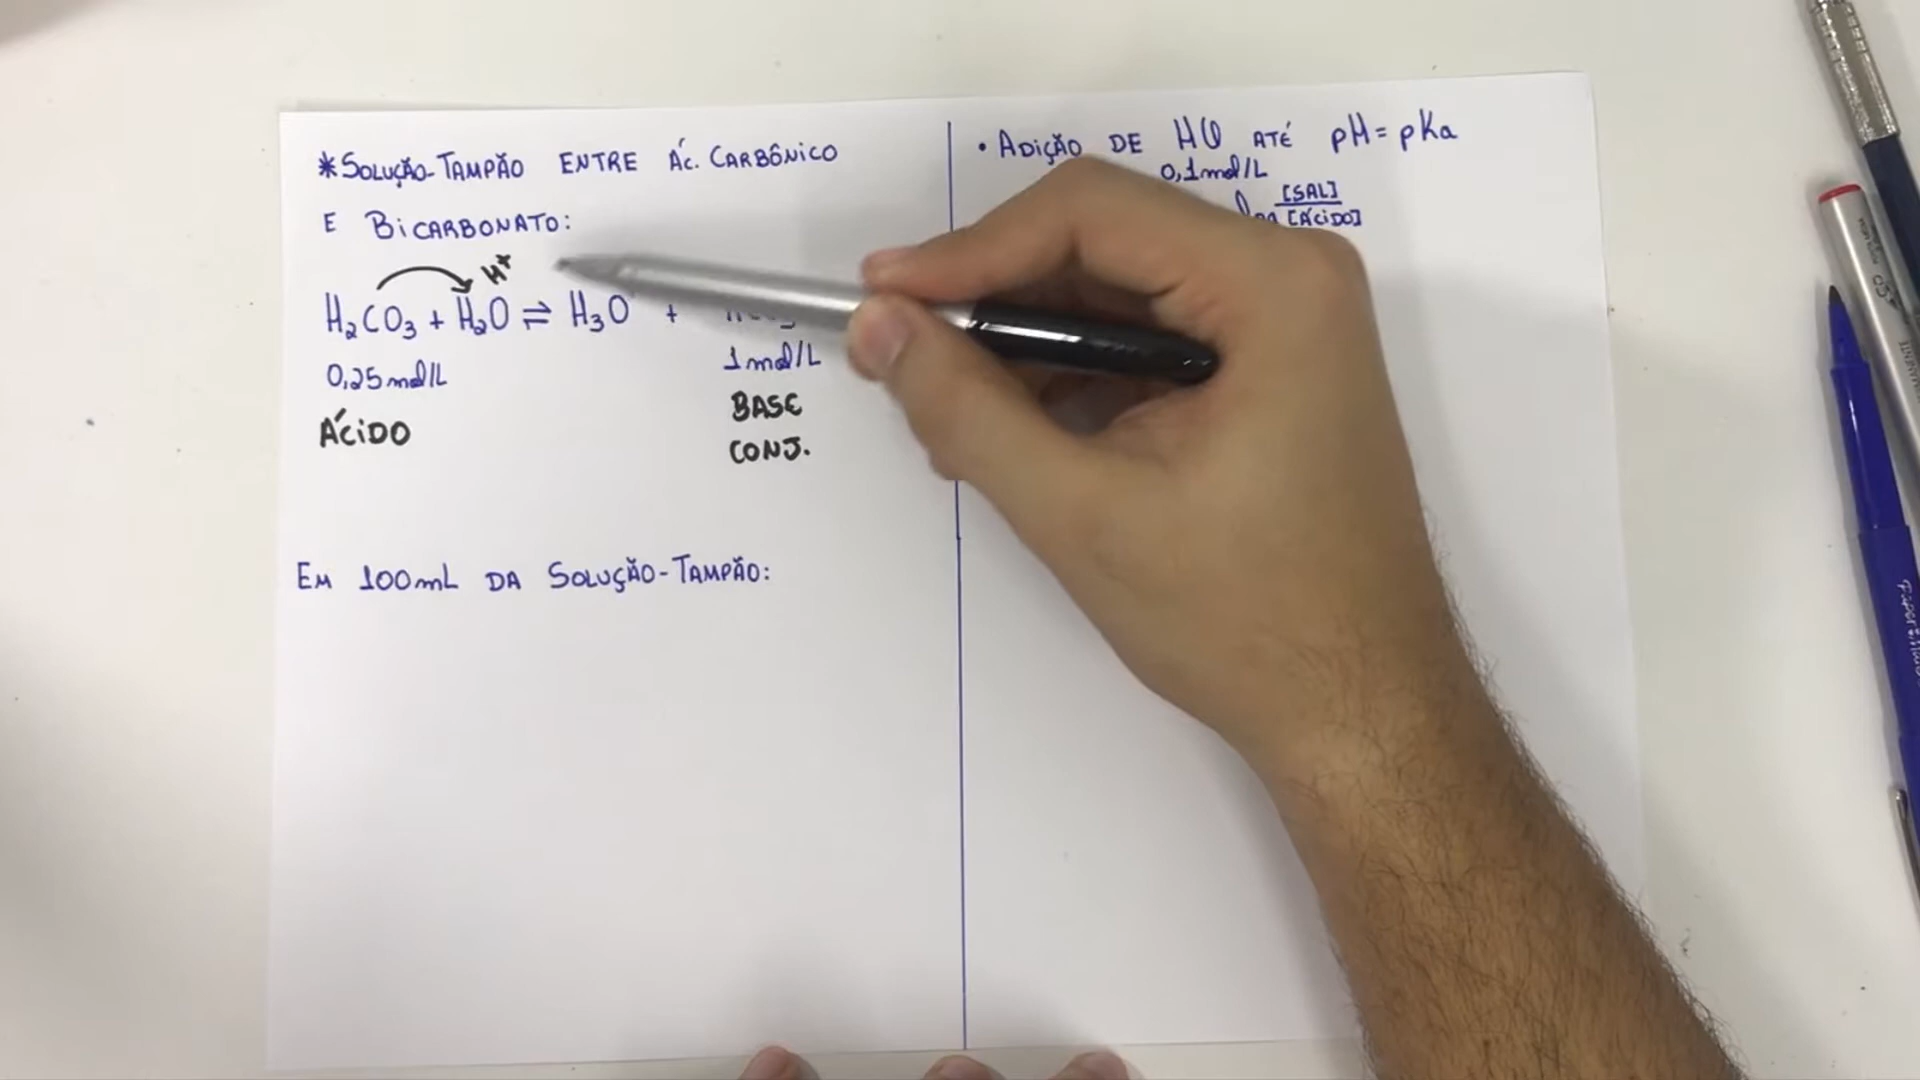 *SOLUÇÃO-TAMPÃO ENTRE ÁC. CARBÔNICO
E BICARBONATO:
H+
H₂CO₃ + H₂O ⇌ H₃O +
0,25 mol/L
1 mol/L
ÁCIDO
BASE
CONJ.
EM 100mL DA SOLUÇÃO-TAMPÃO:
• ADIÇÃO DE HCl ATÉ pH = pKa
0,1 mol/L
[SAL]
[ÁCIDO]